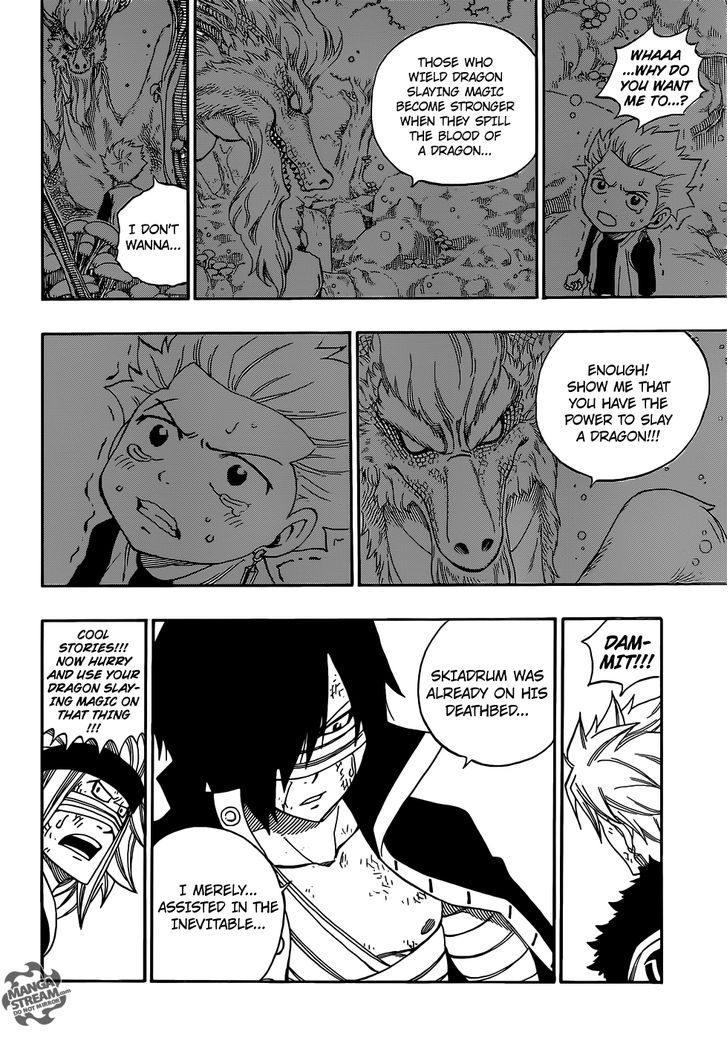 WHAAA
...WHY DO
YOU WANT
ME TO...?
THOSE WHO
WIELD DRAGON
SLAYING MAGIC
BECOME STRONGER
WHEN THEY SPILL
THE BLOOD OF
A DRAGON...
I DON'T
WANNA...
ENOUGH!
SHOW ME THAT
YOU HAVE THE
POWER TO SLAY
A DRAGON!!!
DAM-
MIT!!!
SKIADRUM WAS
ALREADY ON HIS
DEATHBED...
I MERELY...
ASSISTED IN THE
INEVITABLE...
COOL
STORIES!!!
NOW HURRY
AND USE YOUR
DRAGON SLAY-
ING MAGIC ON
THAT THING
!!!
MANGA
STREAM.com
DO NOT MIRROR